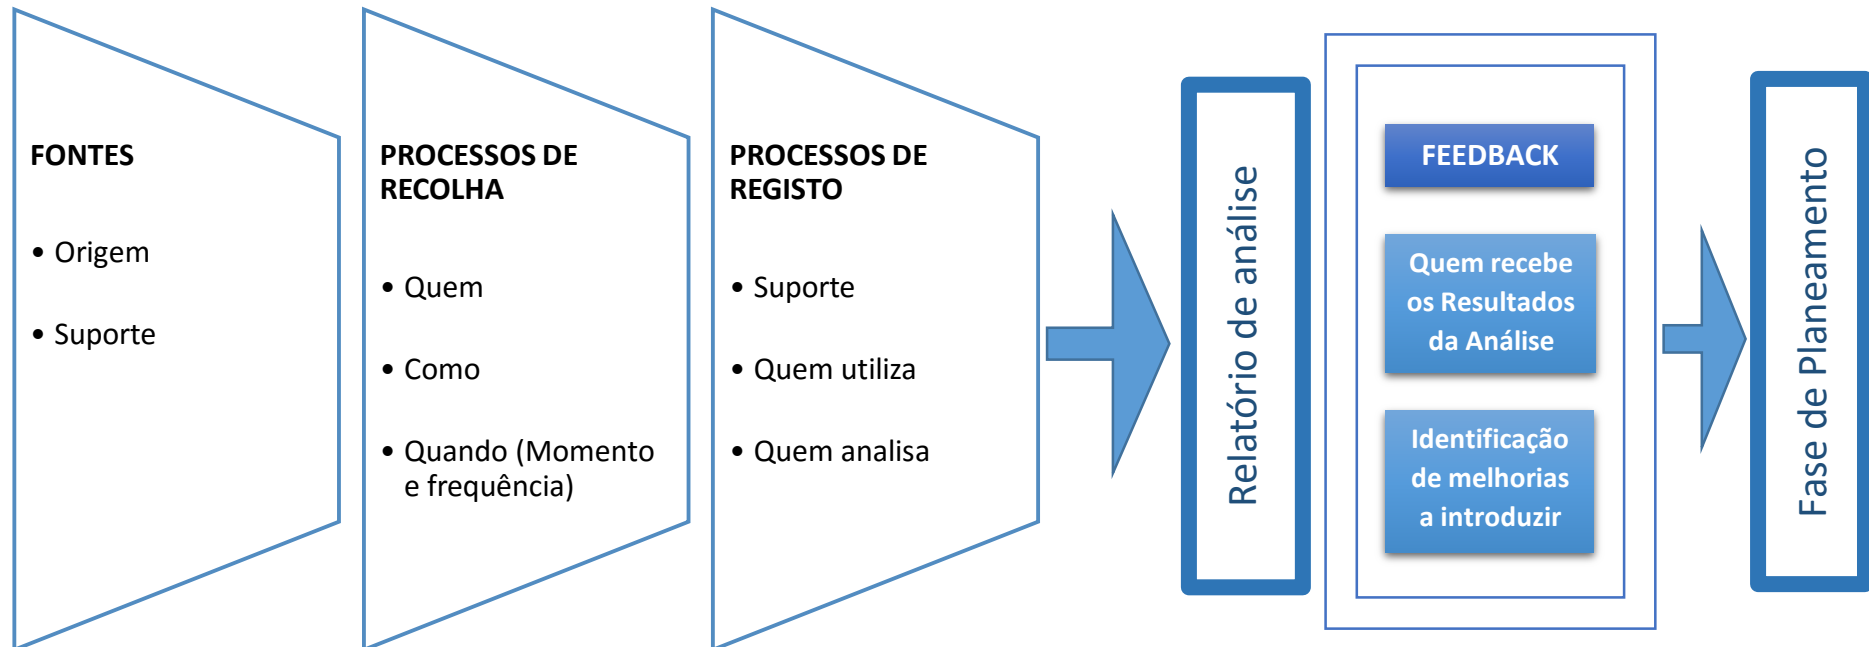 FONTES
• Origem
• Suporte
PROCESSOS DE
RECOLHA
• Quem
• Como
• Quando (Momento
e frequência)
PROCESSOS DE
REGISTO
• Suporte
• Quem utiliza
• Quem analisa
Relatório de análise
FEEDBACK
Quem recebe
os Resultados
da Análise
Identificação
de melhorias
a introduzir
Fase de Planeamento